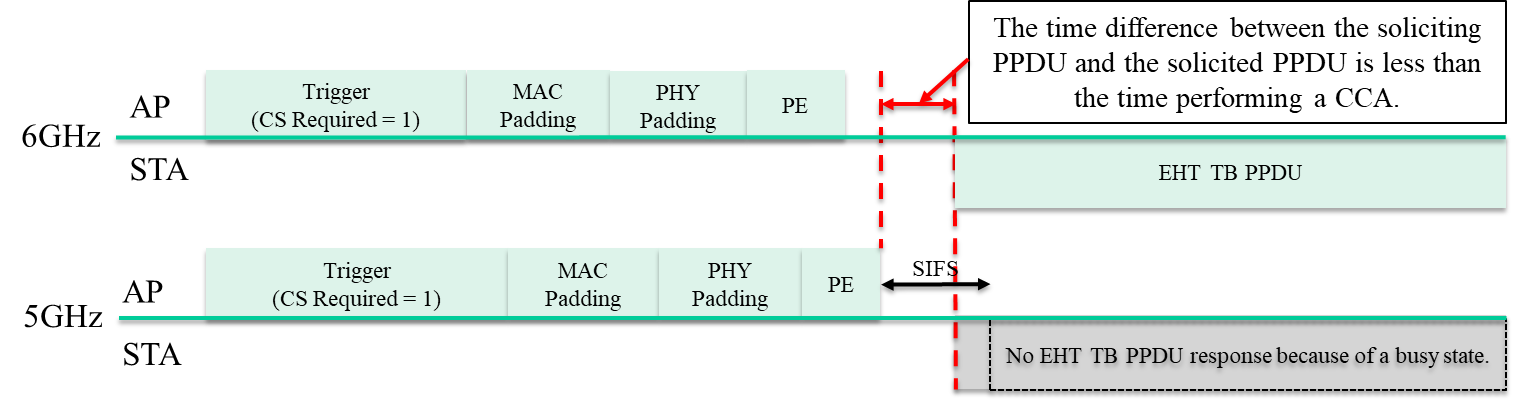 The time difference between the soliciting
PPDU and the solicited PPDU is less than
the time performing a CCA.
6GHz
AP
STA
Trigger
(CS Required = 1)
MAC
Padding
PHY
Padding
PE
EHT TB PPDU
5GHz
AP
STA
Trigger
(CS Required = 1)
MAC
Padding
PHY
Padding
PE
SIFS
No EHT TB PPDU response because of a busy state.